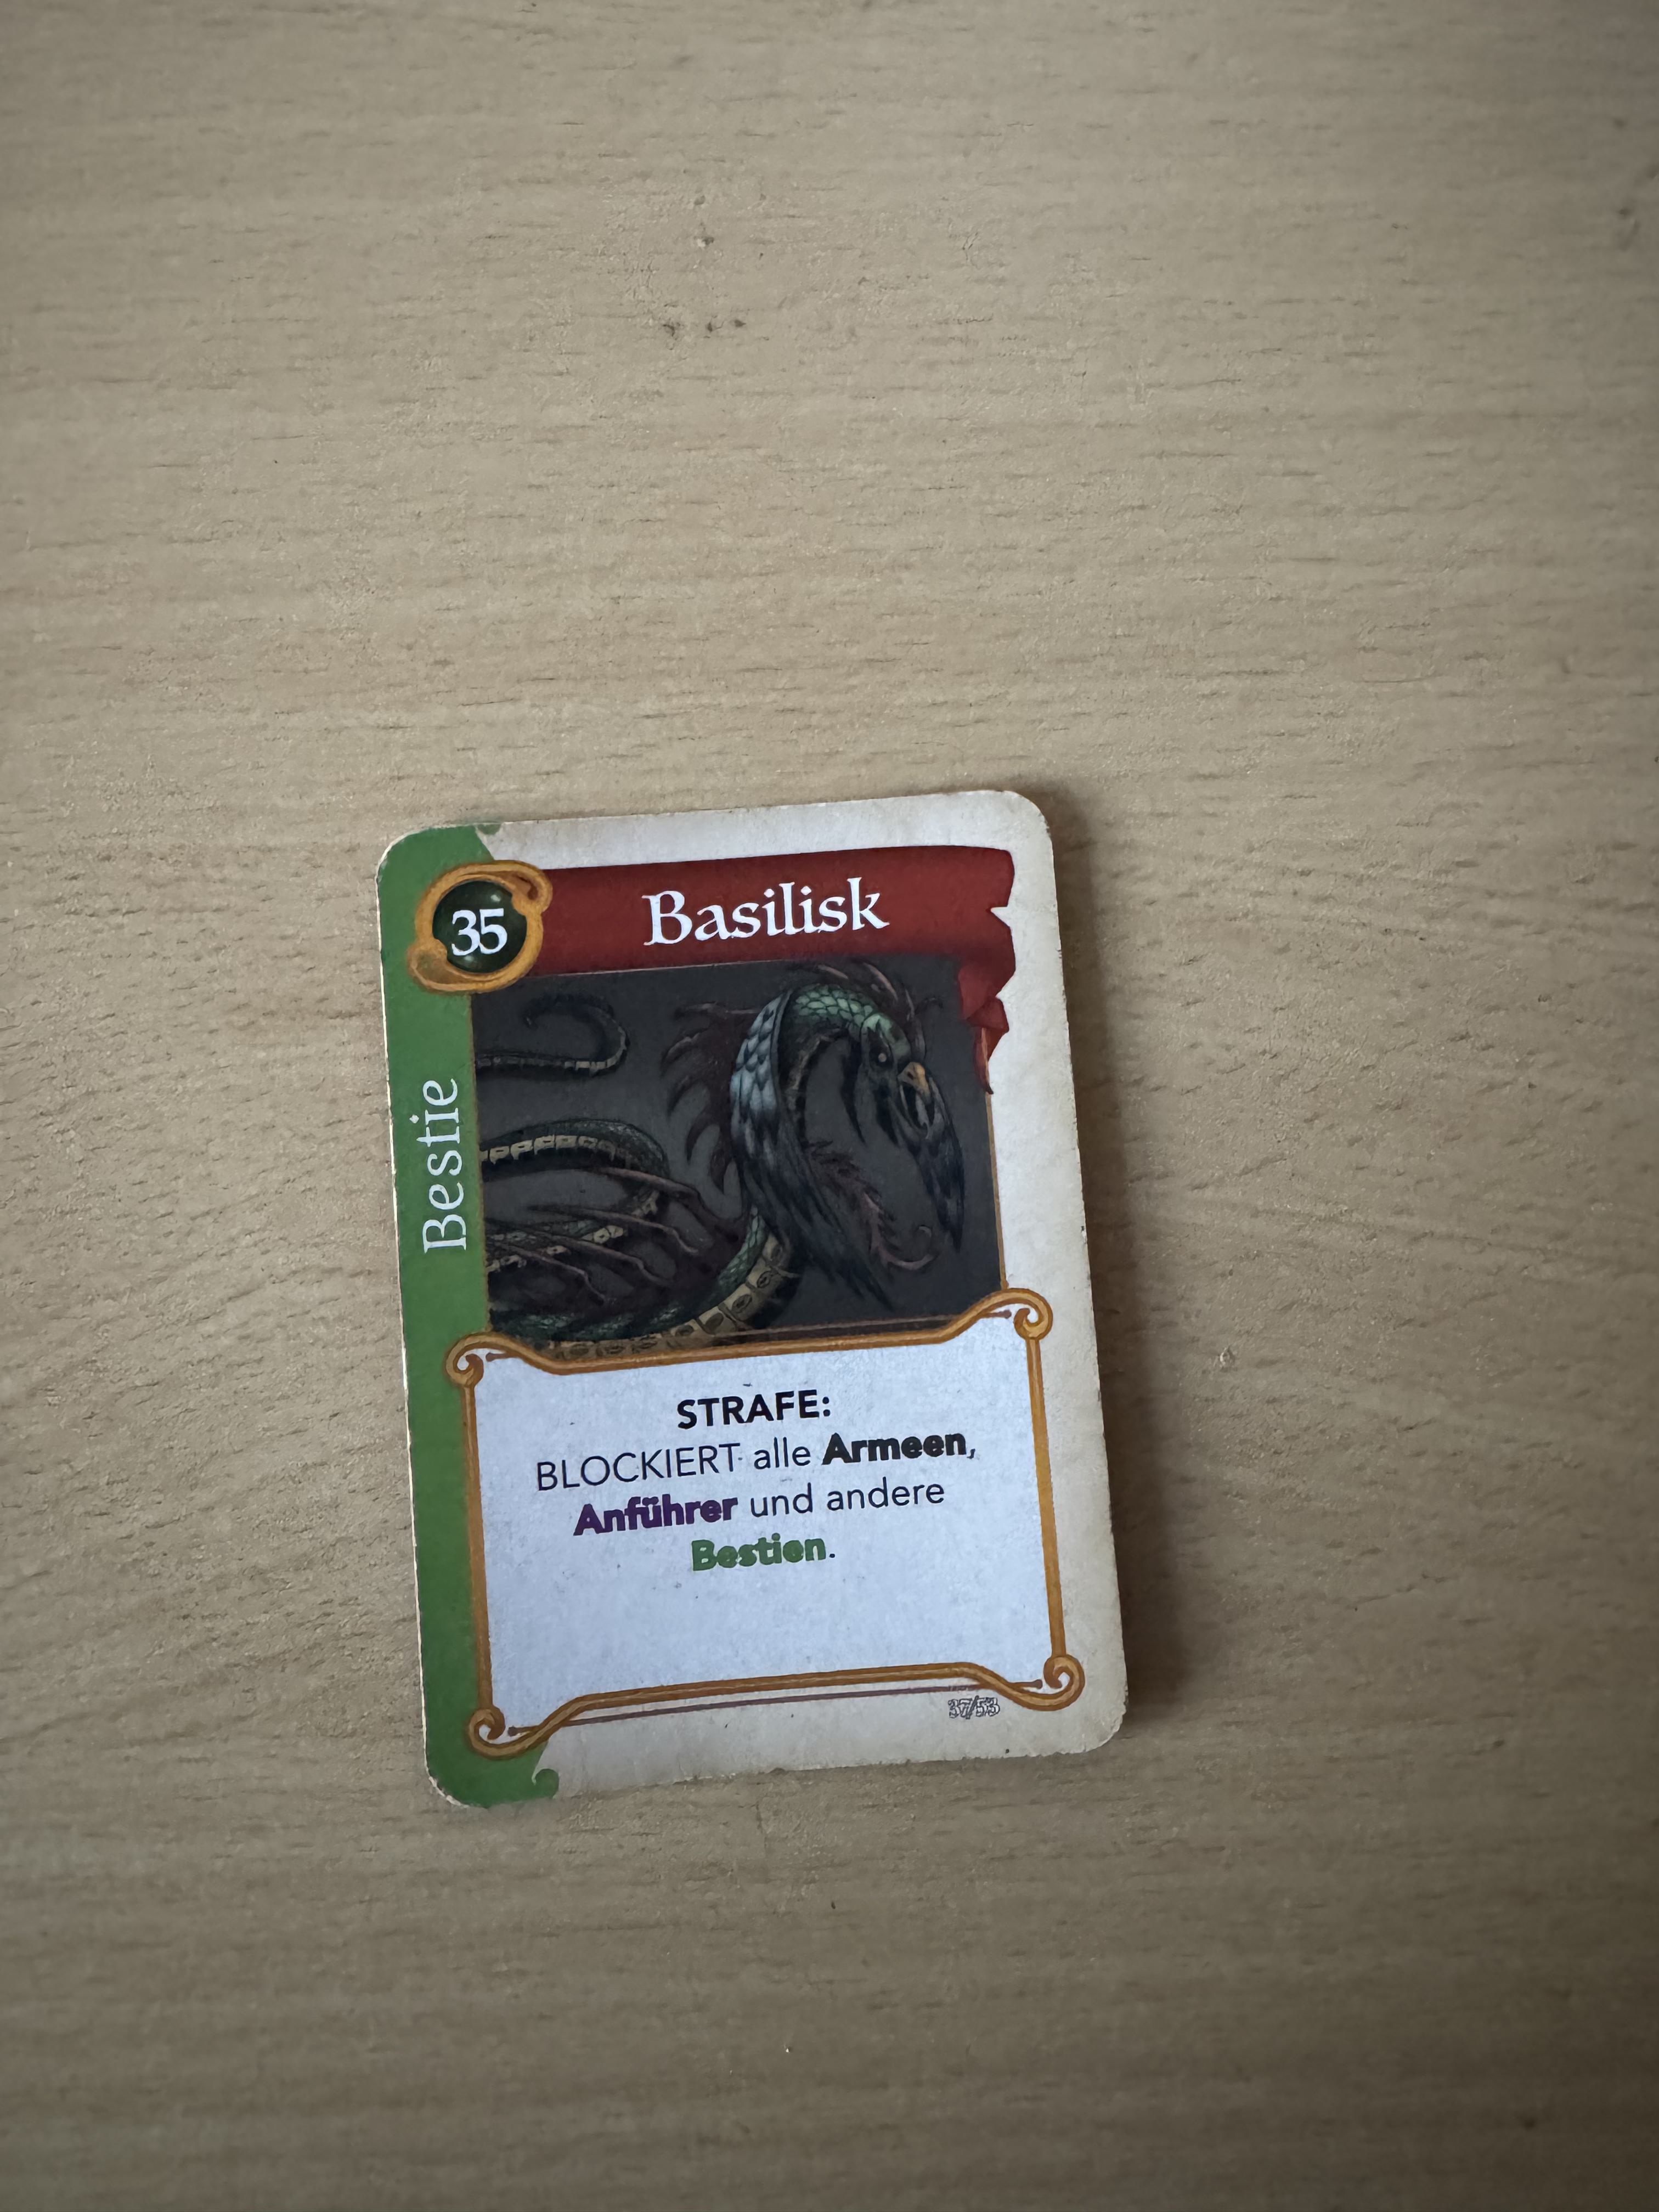 35
Basilisk
Bestie
STRAFE:
BLOCKIERT alle Armeen,
Anführer und andere
Bestien.
37/53